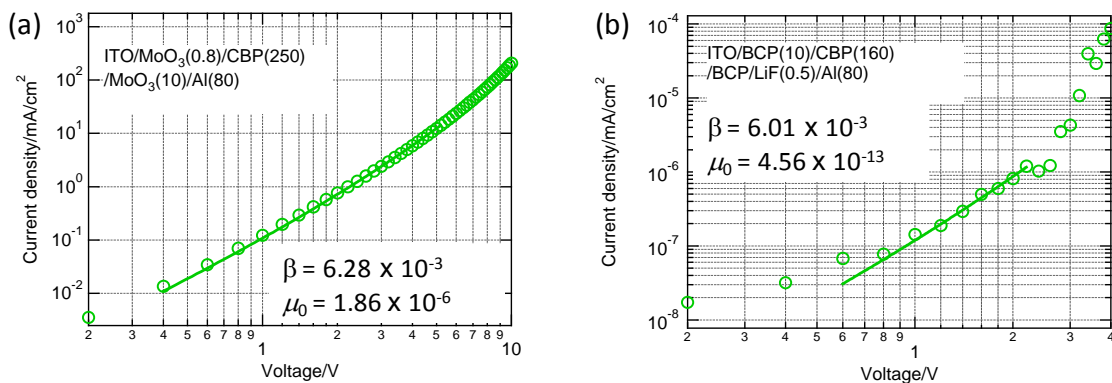 (a)
10³
10²
10¹
10⁰
10⁻¹
10⁻²
Current density/mA/cm²
ITO/MoO₃(0.8)/CBP(250)
/MoO₃(10)/Al(80)
β = 6.28 x 10⁻³
μ₀ = 1.86 x 10⁻⁶
2 3 4 5 6 7 8 9 1 2 3 4 5 6 7 8 9 10
Voltage/V
(b)
10⁻⁴
10⁻⁵
10⁻⁶
10⁻⁷
10⁻⁸
Current density/mA/cm²
ITO/BCP(10)/CBP(160)
/BCP/LiF(0.5)/Al(80)
β = 6.01 x 10⁻³
μ₀ = 4.56 x 10⁻¹³
2 3 4 5 6 7 8 9 1 2 3 4
Voltage/V